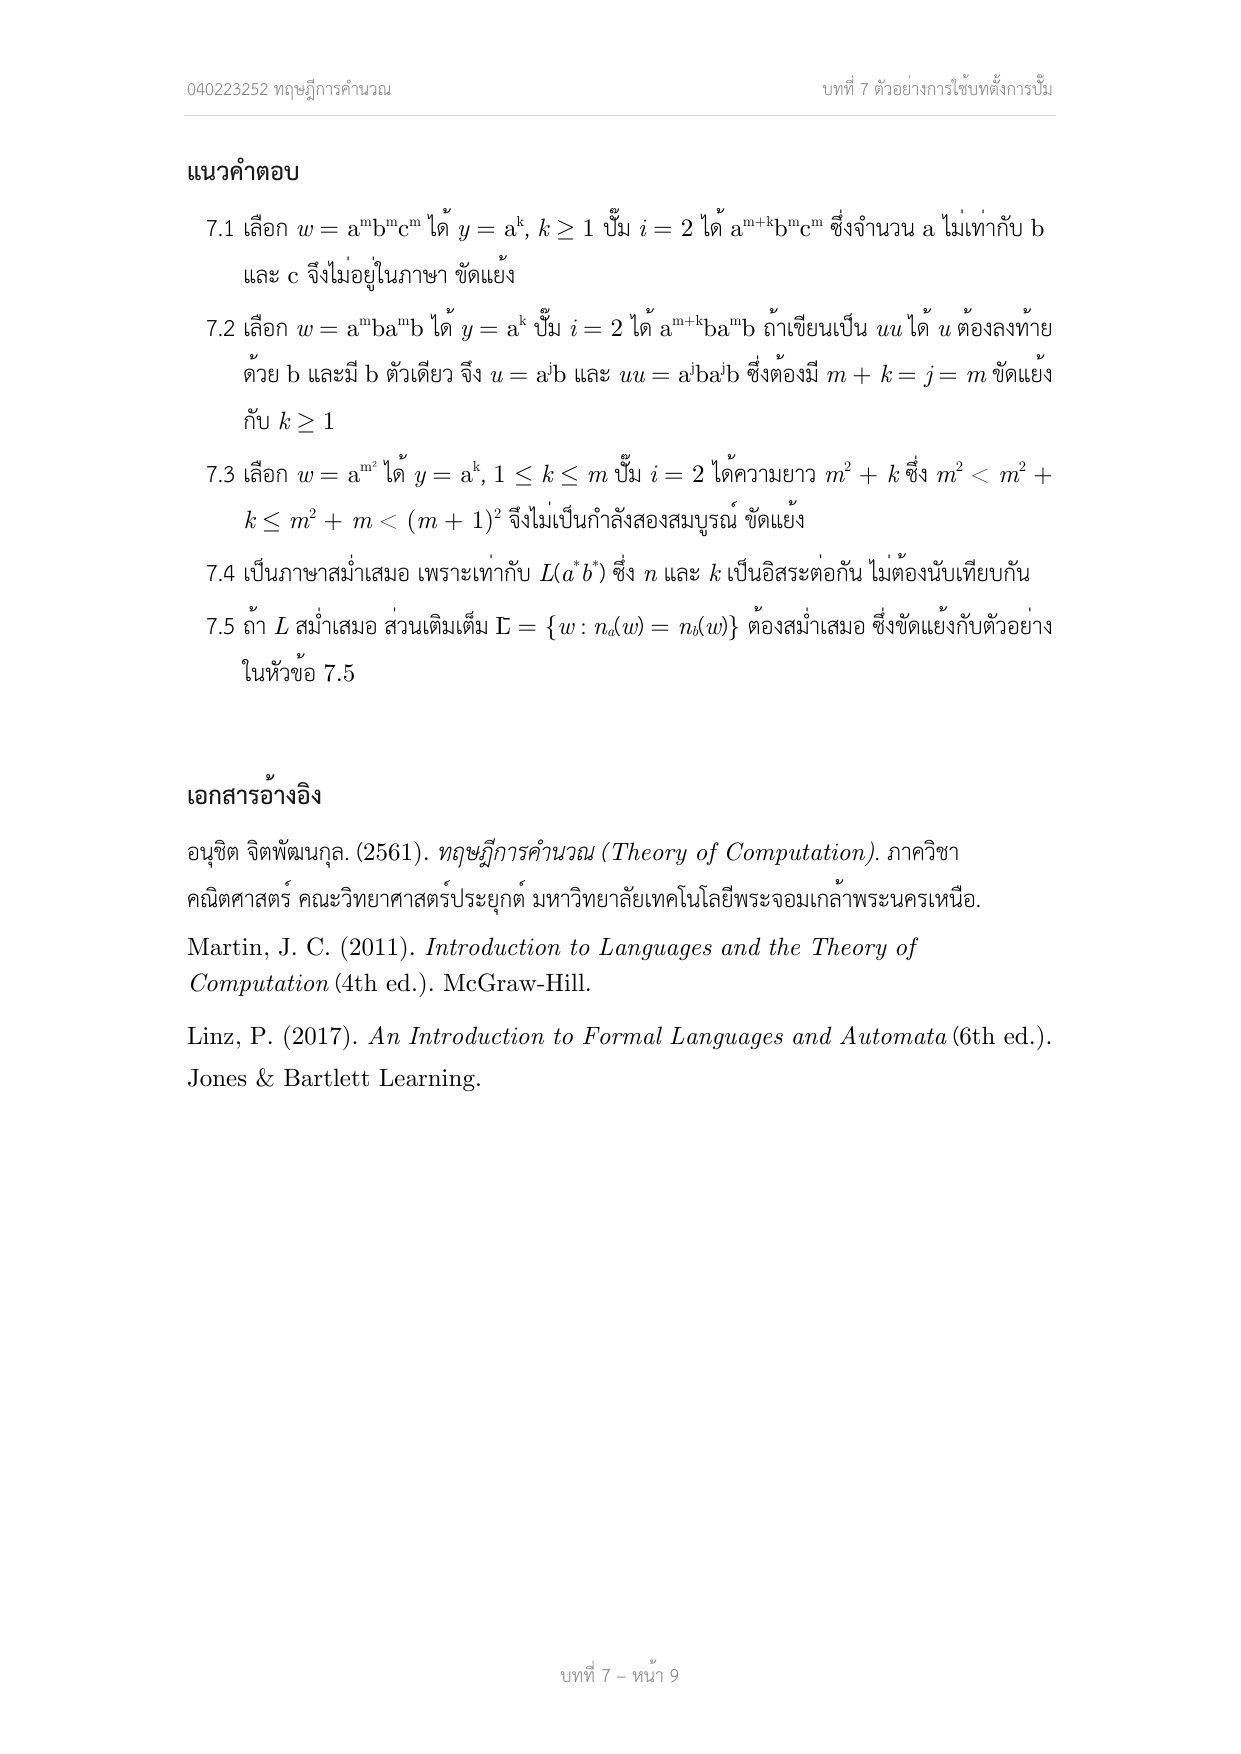 040223252 ทฤษฎีการคำนวณ บทที่ 7 ตัวอย่างการใช้บทตั้งการปั๊ม
แนวคำตอบ
7.1 เลือก w = aᵐbᵐcᵐ ได้ y = aᵏ, k ≥ 1 ปั๊ม i = 2 ได้ aᵐ⁺ᵏbᵐcᵐ ซึ่งจำนวน a ไม่เท่ากับ b
และ c จึงไม่อยู่ในภาษา ขัดแย้ง
7.2 เลือก w = aᵐbaᵐb ได้ y = aᵏ ปั๊ม i = 2 ได้ aᵐ⁺ᵏbaᵐb ถ้าเขียนเป็น uu ได้ u ต้องลงท้าย
ด้วย b และมี b ตัวเดียว จึง u = aʲb และ uu = aʲbaʲb ซึ่งต้องมี m + k = j = m ขัดแย้ง
กับ k ≥ 1
7.3 เลือก w = a^{m²} ได้ y = aᵏ, 1 ≤ k ≤ m ปั๊ม i = 2 ได้ความยาว m² + k ซึ่ง m² < m² +
k ≤ m² + m < (m + 1)² จึงไม่เป็นกำลังสองสมบูรณ์ ขัดแย้ง
7.4 เป็นภาษาสม่ำเสมอ เพราะเท่ากับ L(a*b*) ซึ่ง n และ k เป็นอิสระต่อกัน ไม่ต้องนับเทียบกัน
7.5 ถ้า L สม่ำเสมอ ส่วนเติมเต็ม L̄ = {w : nₐ(w) = n_b(w)} ต้องสม่ำเสมอ ซึ่งขัดแย้งกับตัวอย่าง
ในหัวข้อ 7.5
เอกสารอ้างอิง
อนุชิต จิตพัฒนกุล. (2561). ทฤษฎีการคำนวณ (Theory of Computation). ภาควิชา
คณิตศาสตร์ คณะวิทยาศาสตร์ประยุกต์ มหาวิทยาลัยเทคโนโลยีพระจอมเกล้าพระนครเหนือ.
Martin, J. C. (2011). Introduction to Languages and the Theory of
Computation (4th ed.). McGraw-Hill.
Linz, P. (2017). An Introduction to Formal Languages and Automata (6th ed.).
Jones & Bartlett Learning.
บทที่ 7 – หน้า 9